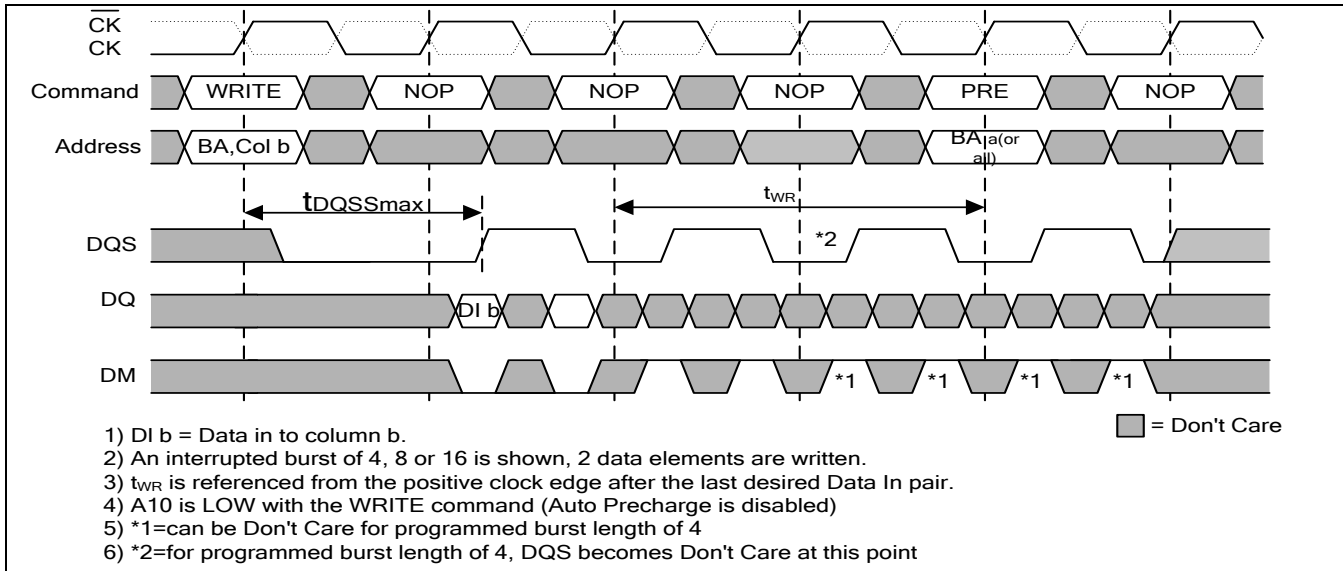 CK
CK
Command WRITE NOP NOP NOP PRE NOP
Address BA,Col b BA a(or all)
tDQSSmax tWR
DQS *2
DQ DI b
DM *1 *1 *1 *1
= Don't Care
1) DI b = Data in to column b.
2) An interrupted burst of 4, 8 or 16 is shown, 2 data elements are written.
3) tWR is referenced from the positive clock edge after the last desired Data In pair.
4) A10 is LOW with the WRITE command (Auto Precharge is disabled)
5) *1=can be Don't Care for programmed burst length of 4
6) *2=for programmed burst length of 4, DQS becomes Don't Care at this point